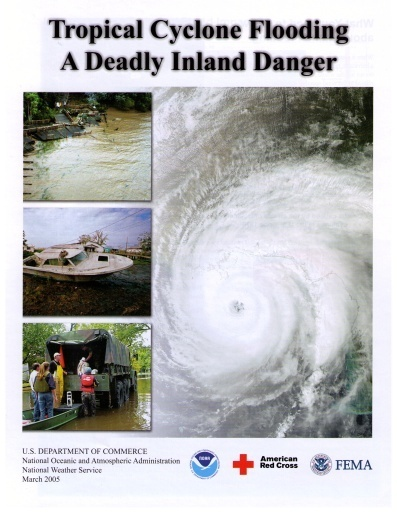 Tropical Cyclone Flooding
A Deadly Inland Danger
U.S. DEPARTMENT OF COMMERCE
National Oceanic and Atmospheric Administration
National Weather Service
March 2005
NOAA
American
Red Cross
FEMA